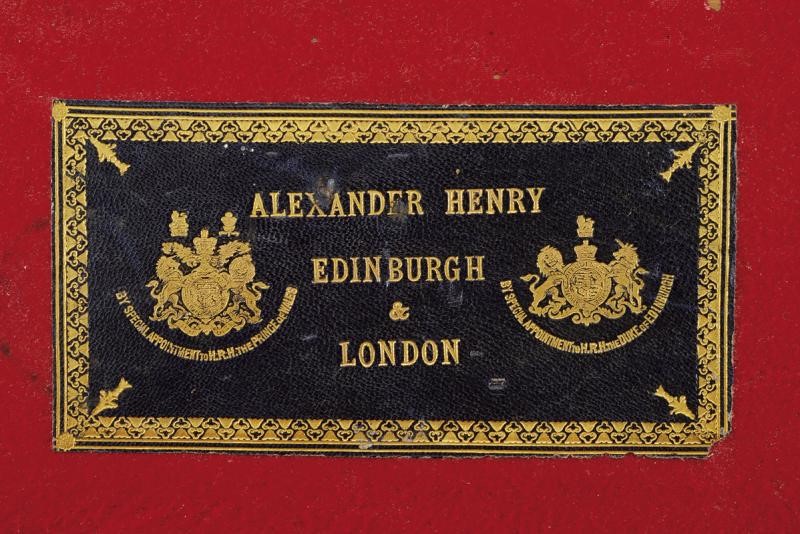 ALEXANDER HENRY
EDINBURGH
&
LONDON
BY SPECIAL APPOINTMENT TO H.R.H. THE PRINCE OF WALES
BY SPECIAL APPOINTMENT TO H.R.H. THE DUKE OF EDINBURGH